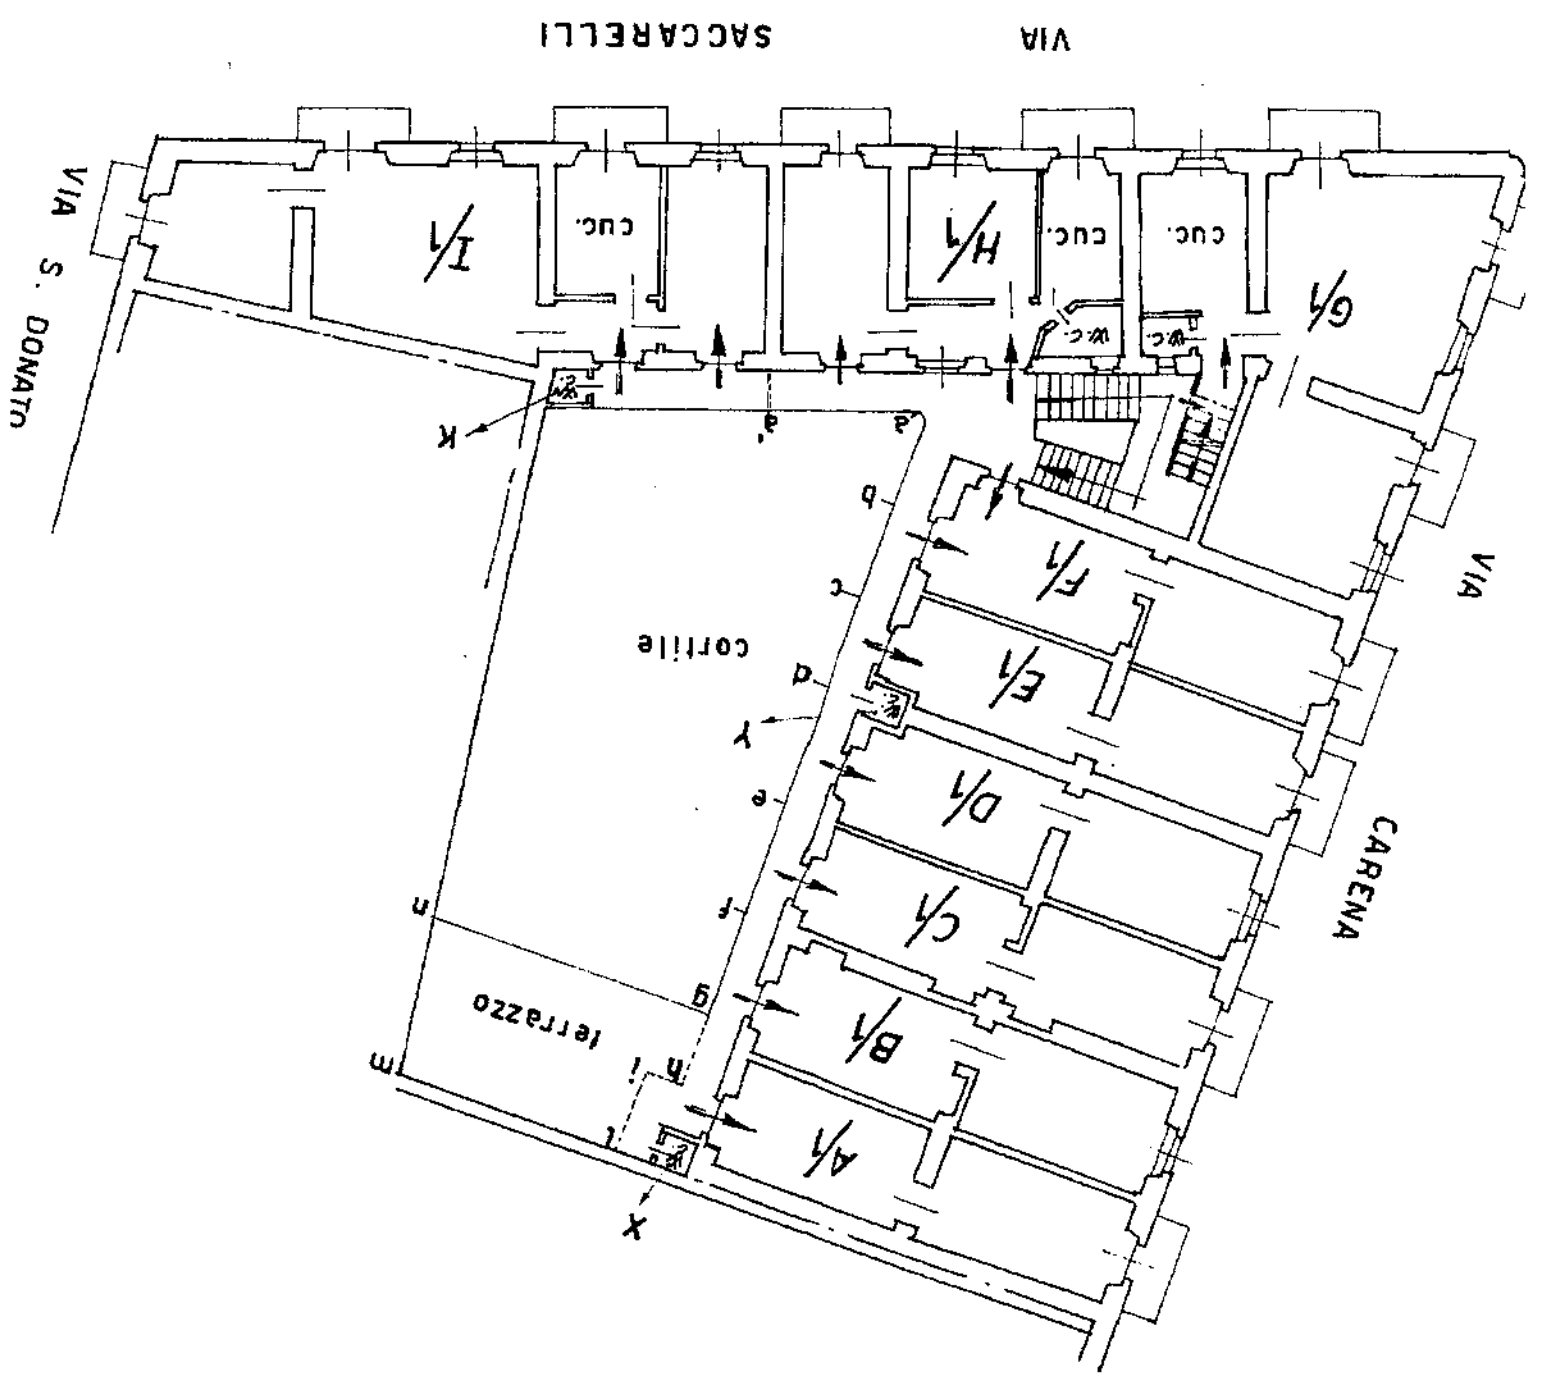 VIA SACCARELLI
VIA S. DONATO
VIA CARENA
I/1
CUC.
H/1
CUC.
CUC.
G/1
W.C.
W.C.
W.C.
K
a'
a
b
c
d
Y
e
f
g
h
i
l
m
n
X
cortile
terrazzo
F/1
E/1
W.C.
D/1
C/1
B/1
A/1
W.C.